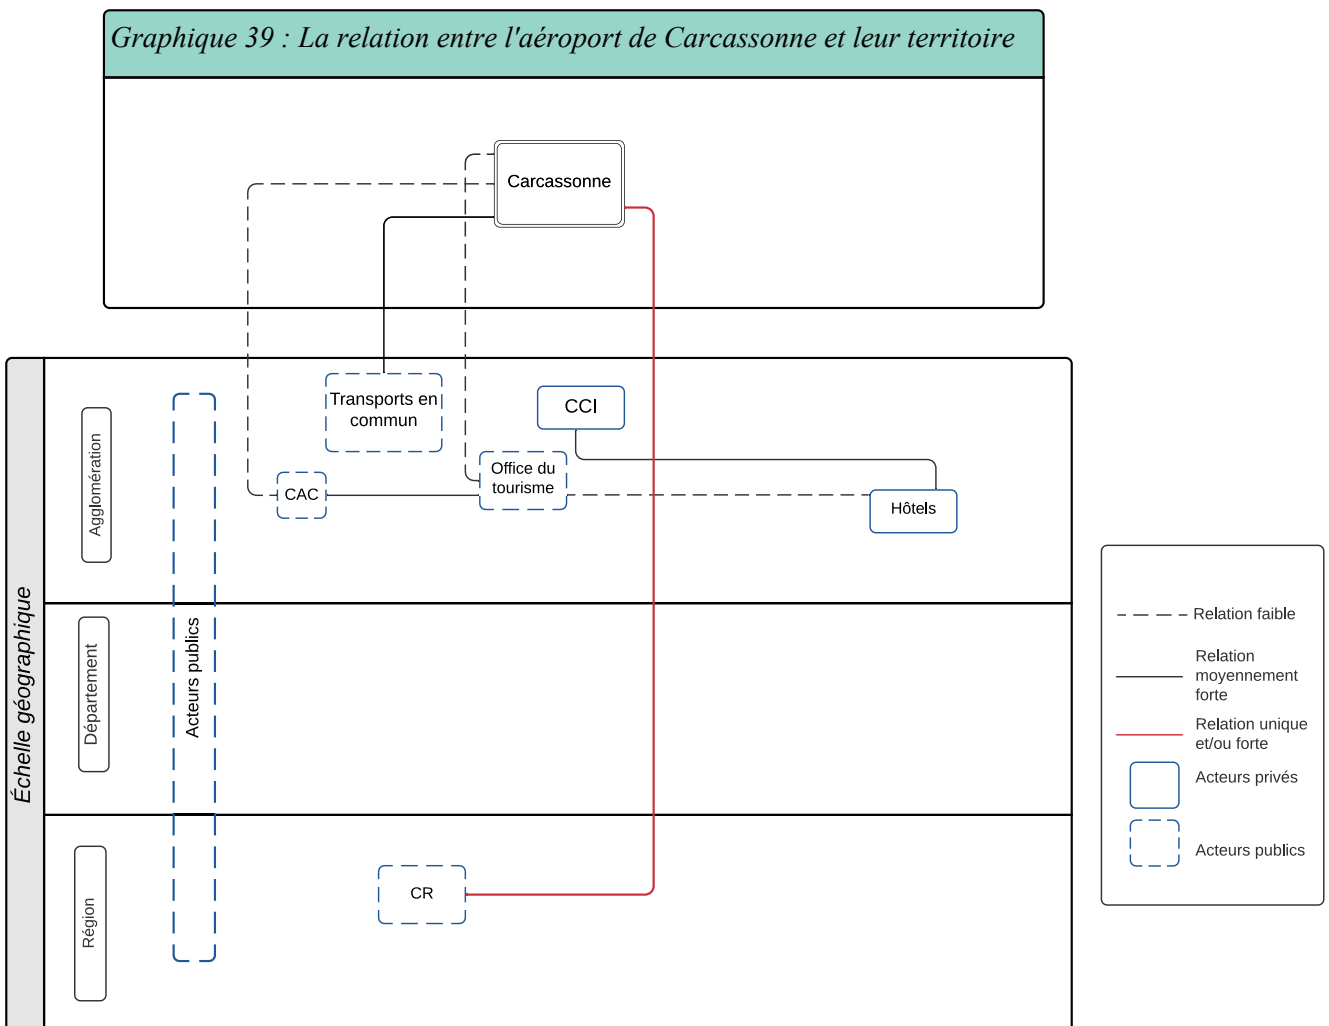 Graphique 39 : La relation entre l'aéroport de Carcassonne et leur territoire
Carcassonne
Échelle géographique
Agglomération
Département
Région
Acteurs publics
Transports en
commun
CCI
Office du
tourisme
CAC
Hôtels
CR
Relation faible
Relation
moyennement
forte
Relation unique
et/ou forte
Acteurs privés
Acteurs publics